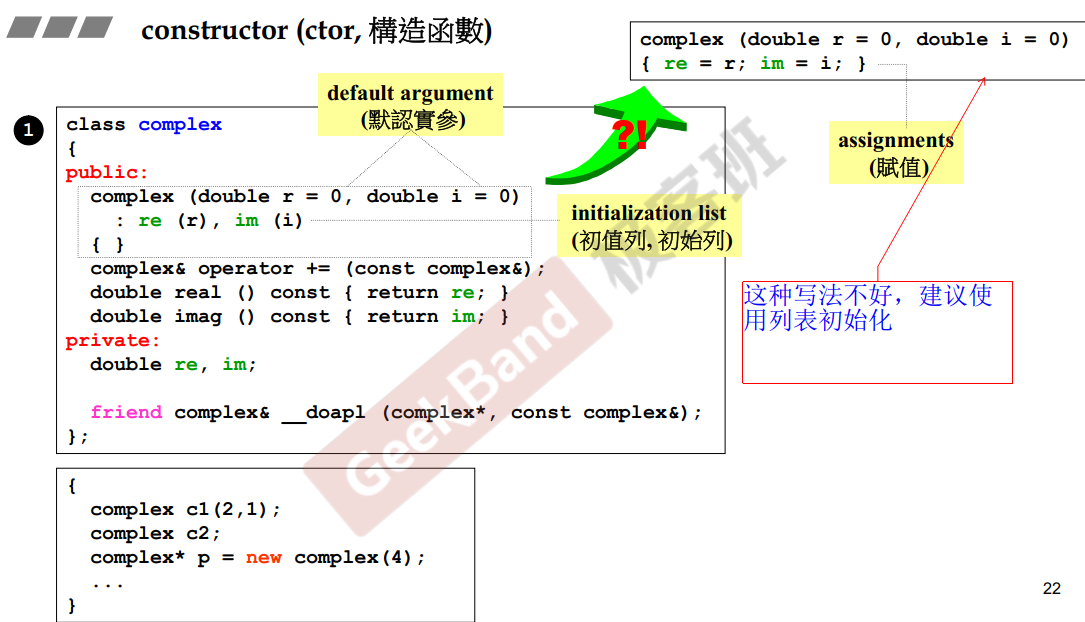 constructor (ctor, 構造函數)
complex (double r = 0, double i = 0)
{ re = r; im = i; }
assignments
(賦值)
?!
default argument
(默認實參)
1
class complex
{
public:
complex (double r = 0, double i = 0)
: re (r), im (i)
{ }
complex& operator += (const complex&);
double real () const { return re; }
double imag () const { return im; }
private:
double re, im;
friend complex& __doapl (complex*, const complex&);
};
initialization list
(初值列, 初始列)
这种写法不好，建议使
用列表初始化
{
complex c1(2,1);
complex c2;
complex* p = new complex(4);
...
}
GeekBand
极客班
22